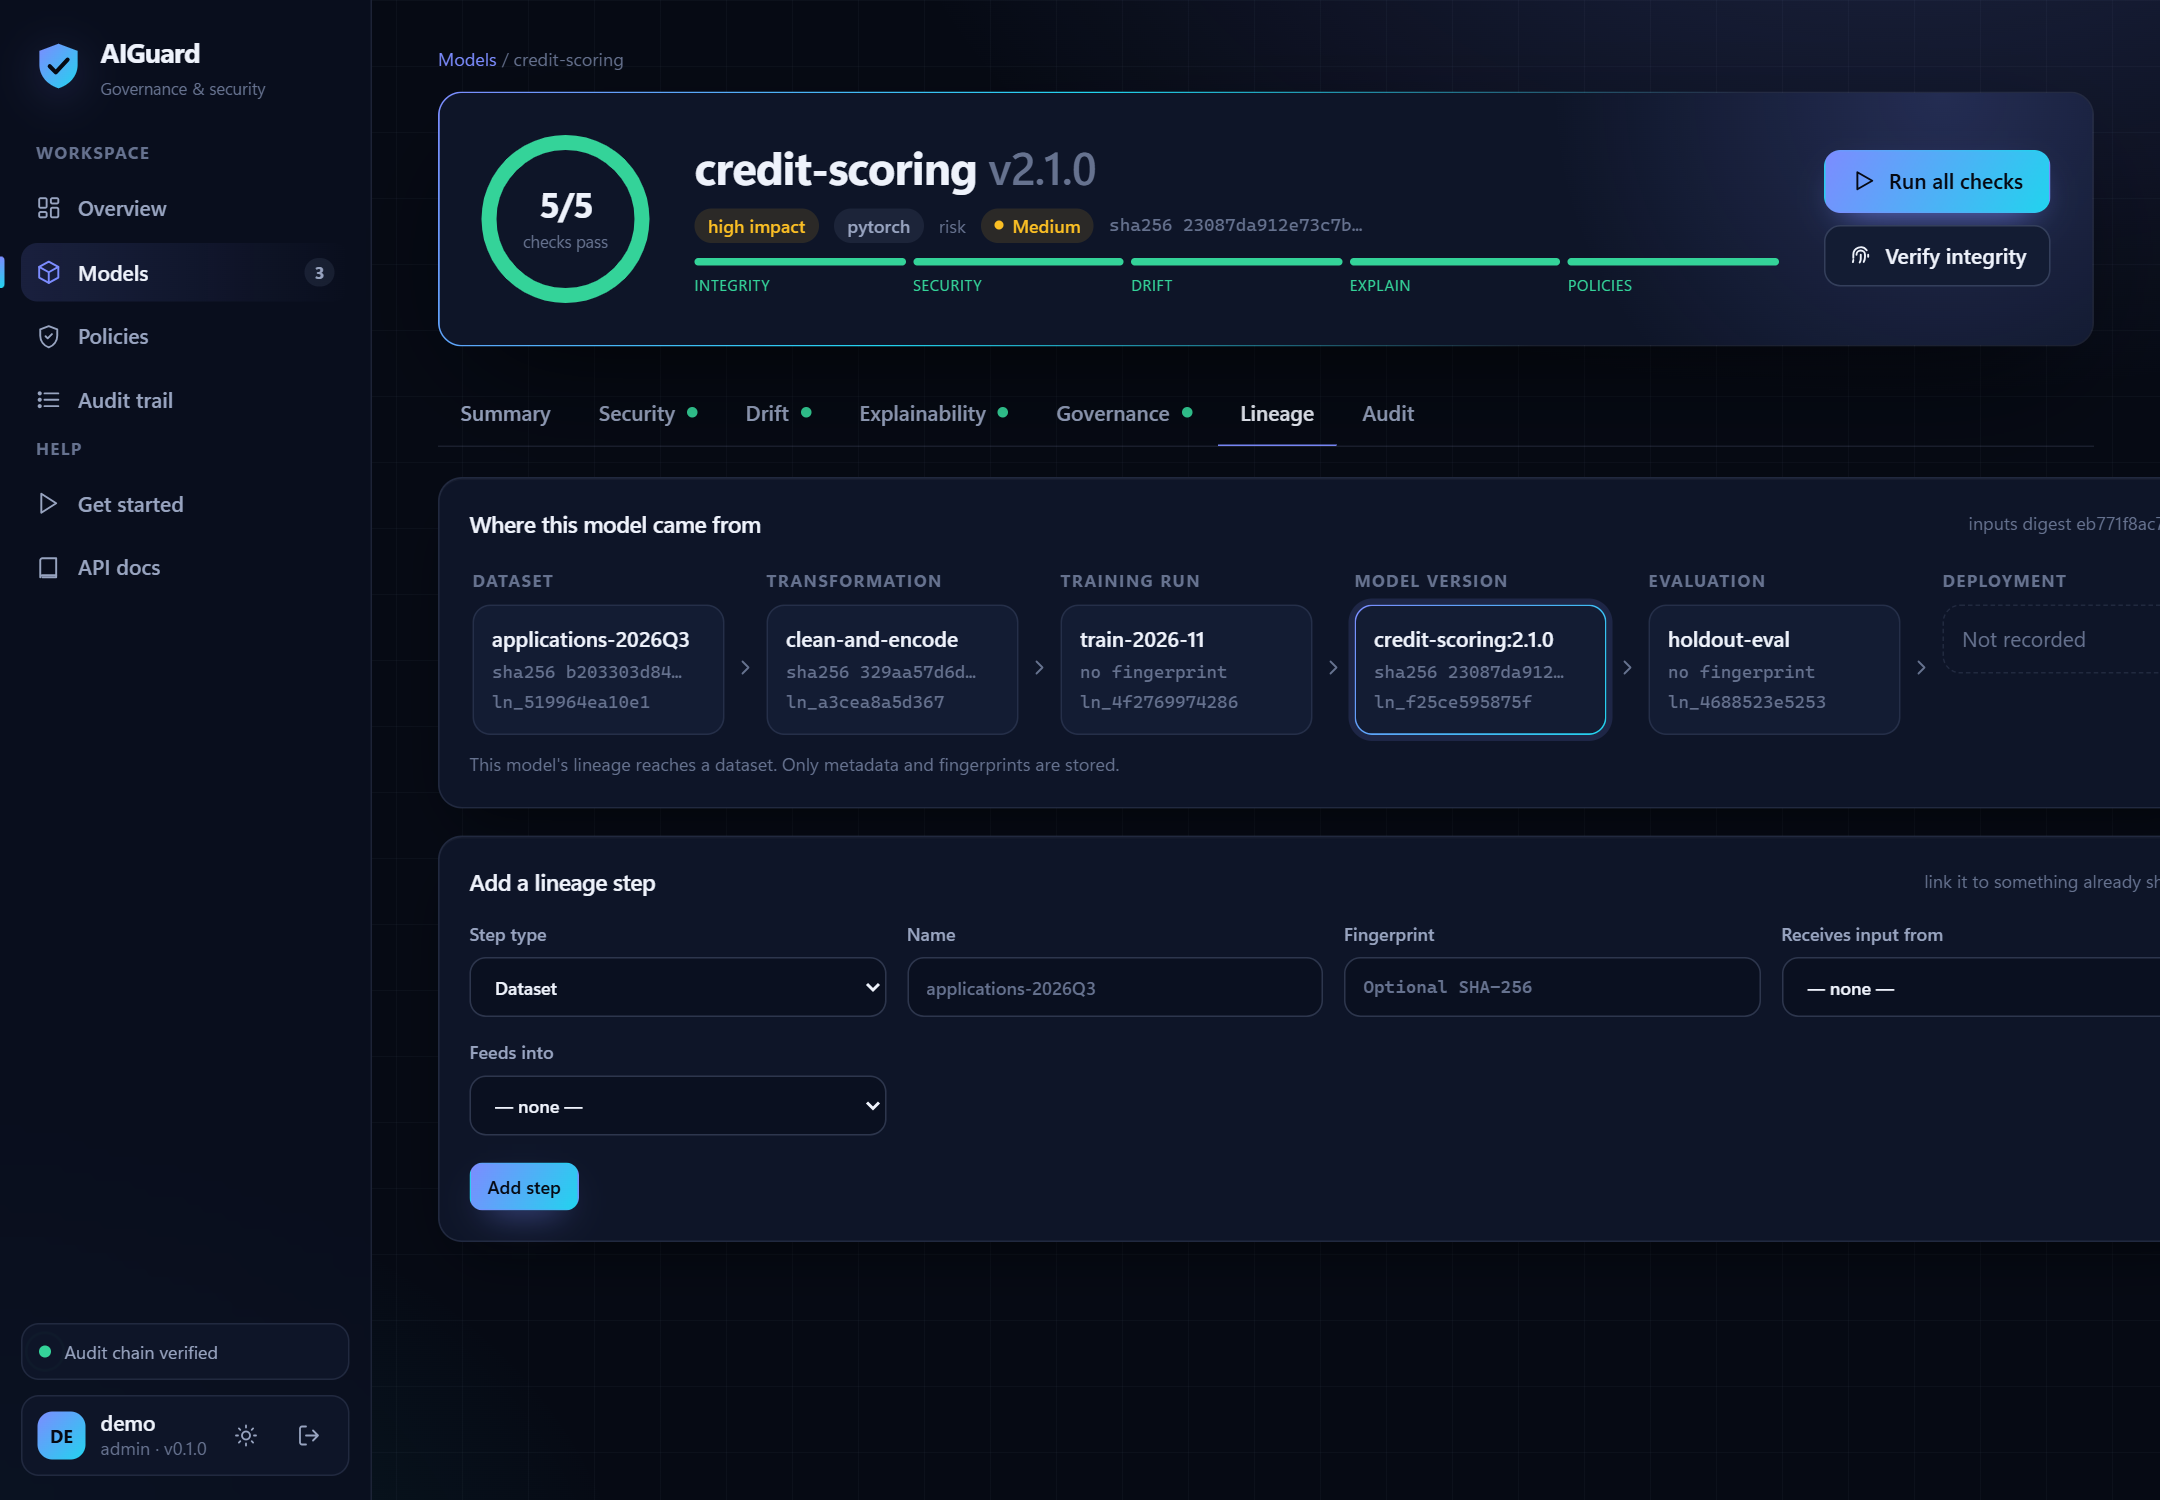 AIGuard
Governance & security
WORKSPACE
Overview
Models 3
Policies
Audit trail
HELP
Get started
API docs
Audit chain verified
DE
demo
admin · v0.1.0
Models / credit-scoring
5/5
checks pass
credit-scoring v2.1.0
high impact pytorch risk Medium sha256 23087da912e73c7b…
INTEGRITY SECURITY DRIFT EXPLAIN POLICIES
Run all checks
Verify integrity
Summary Security Drift Explainability Governance Lineage Audit
Where this model came from
inputs digest eb771f8ac7
DATASET TRANSFORMATION TRAINING RUN MODEL VERSION EVALUATION DEPLOYMENT
applications-2026Q3 clean-and-encode train-2026-11 credit-scoring:2.1.0 holdout-eval Not recorded
sha256 b203303d84… sha256 329aa57d6d… no fingerprint sha256 23087da912… no fingerprint
ln_519964ea10e1 ln_a3cea8a5d367 ln_4f2769974286 ln_f25ce595875f ln_4688523e5253
This model's lineage reaches a dataset. Only metadata and fingerprints are stored.
Add a lineage step
link it to something already sh
Step type Name Fingerprint Receives input from
Dataset applications-2026Q3 Optional SHA-256 — none —
Feeds into
— none —
Add step